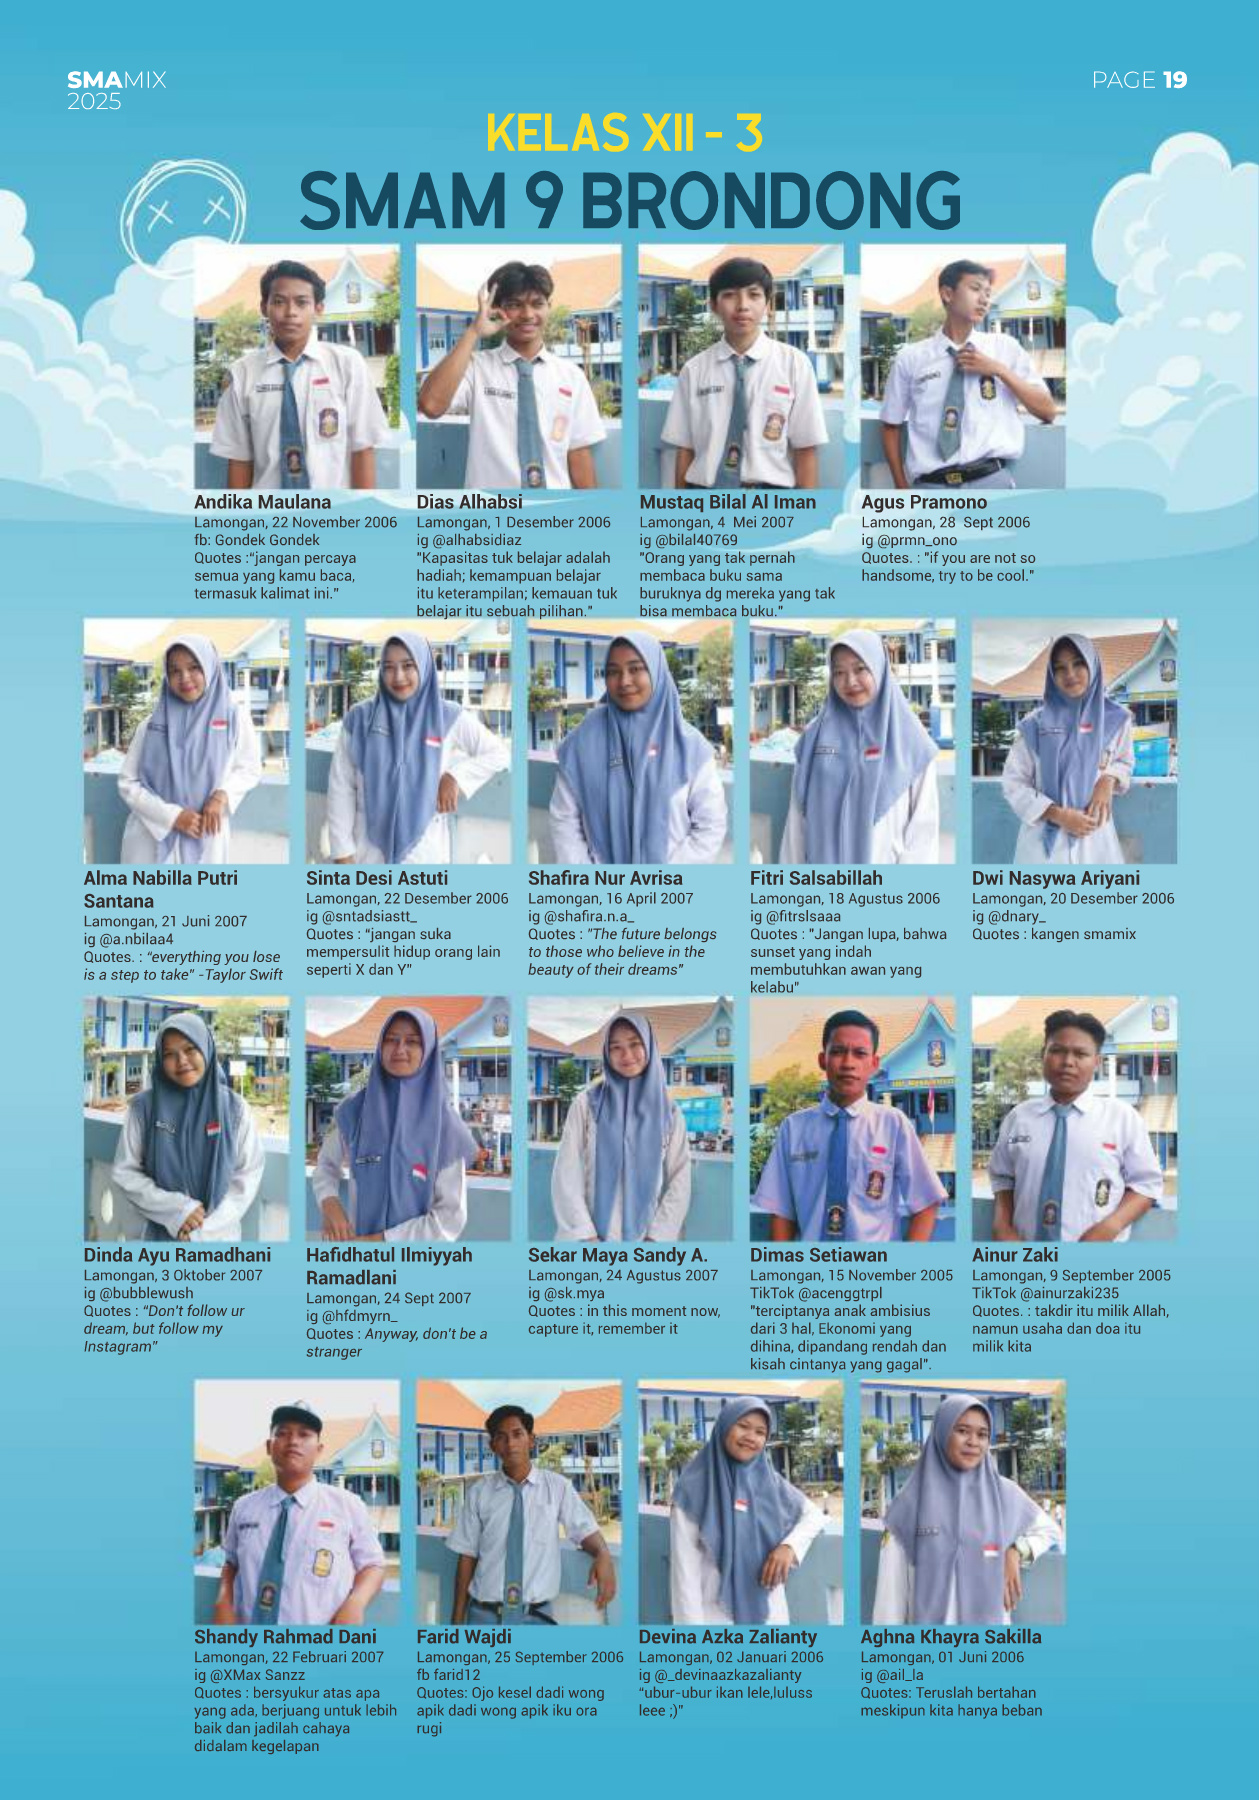 SMAMIX
2025
PAGE 19
KELAS XII - 3
SMAM 9 BRONDONG
Andika Maulana
Lamongan, 22 November 2006
fb: Gondek Gondek
Quotes :“jangan percaya
semua yang kamu baca,
termasuk kalimat ini.”
Dias Alhabsi
Lamongan, 1 Desember 2006
ig @alhabsidiaz
"Kapasitas tuk belajar adalah
hadiah; kemampuan belajar
itu keterampilan; kemauan tuk
belajar itu sebuah pilihan."
Mustaq Bilal Al Iman
Lamongan, 4 Mei 2007
ig @bilal40769
"Orang yang tak pernah
membaca buku sama
buruknya dg mereka yang tak
bisa membaca buku."
Agus Pramono
Lamongan, 28 Sept 2006
ig @prmn_ono
Quotes. : "if you are not so
handsome, try to be cool."
Alma Nabilla Putri
Santana
Lamongan, 21 Juni 2007
ig @a.nbilaa4
Quotes. : “everything you lose
is a step to take” -Taylor Swift
Sinta Desi Astuti
Lamongan, 22 Desember 2006
ig @sntadsiastt_
Quotes : “jangan suka
mempersulit hidup orang lain
seperti X dan Y”
Shafira Nur Avrisa
Lamongan, 16 April 2007
ig @shafira.n.a_
Quotes : "The future belongs
to those who believe in the
beauty of their dreams”
Fitri Salsabillah
Lamongan, 18 Agustus 2006
ig @fitrslsaaa
Quotes : "Jangan lupa, bahwa
sunset yang indah
membutuhkan awan yang
kelabu”
Dwi Nasywa Ariyani
Lamongan, 20 Desember 2006
ig @dnary_
Quotes : kangen smamix
Dinda Ayu Ramadhani
Lamongan, 3 Oktober 2007
ig @bubblewush
Quotes : “Don't follow ur
dream, but follow my
Instagram”
Hafidhatul Ilmiyyah
Ramadlani
Lamongan, 24 Sept 2007
ig @hfdmyrn_
Quotes : Anyway, don't be a
stranger
Sekar Maya Sandy A.
Lamongan, 24 Agustus 2007
ig @sk.mya
Quotes : in this moment now,
capture it, remember it
Dimas Setiawan
Lamongan, 15 November 2005
TikTok @acenggtrpl
"terciptanya anak ambisius
dari 3 hal, Ekonomi yang
dihina, dipandang rendah dan
kisah cintanya yang gagal".
Ainur Zaki
Lamongan, 9 September 2005
TikTok @ainurzaki235
Quotes. : takdir itu milik Allah,
namun usaha dan doa itu
milik kita
Shandy Rahmad Dani
Lamongan, 22 Februari 2007
ig @XMax Sanzz
Quotes : bersyukur atas apa
yang ada, berjuang untuk lebih
baik dan jadilah cahaya
didalam kegelapan
Farid Wajdi
Lamongan, 25 September 2006
fb farid12
Quotes: Ojo kesel dadi wong
apik dadi wong apik iku ora
rugi
Devina Azka Zalianty
Lamongan, 02 Januari 2006
ig @_devinaazkazalianty
“ubur-ubur ikan lele,luluss
leee ;)”
Aghna Khayra Sakilla
Lamongan, 01 Juni 2006
ig @ail_la
Quotes: Teruslah bertahan
meskipun kita hanya beban